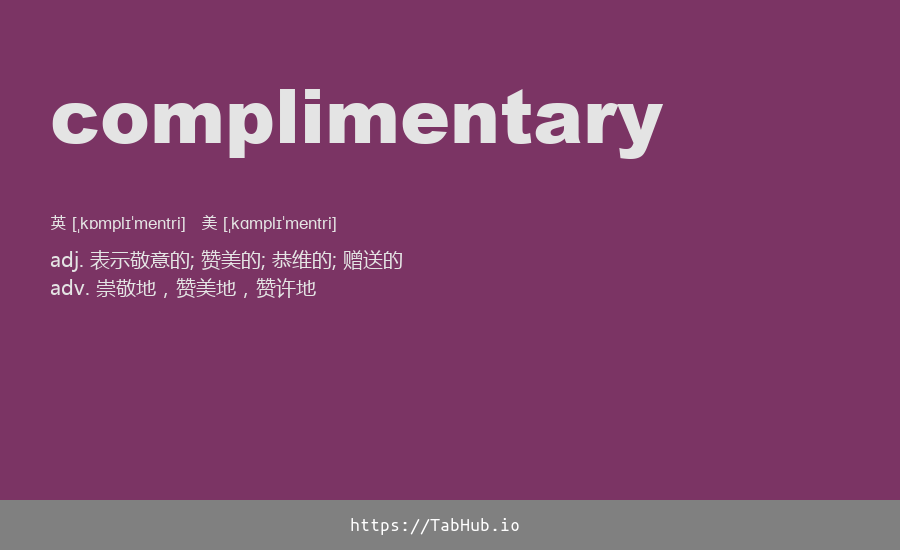 complimentary
英 [ˌkɒmplɪˈmentri] 美 [ˌkɑmplɪˈmentri]
adj. 表示敬意的; 赞美的; 恭维的; 赠送的
adv. 崇敬地，赞美地，赞许地
https://TabHub.io